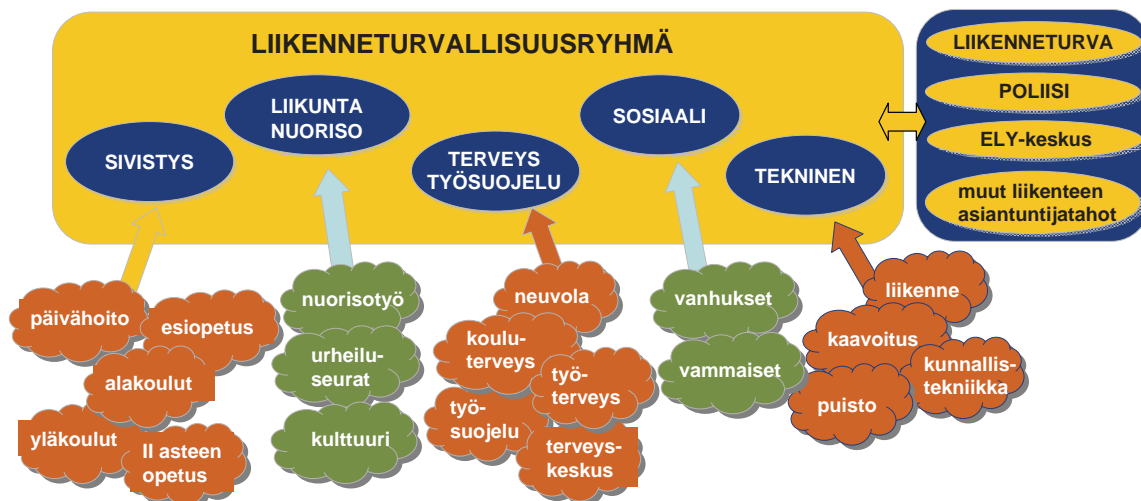 LIIKENNETURVALLISUUSRYHMÄ
SIVISTYS
LIIKUNTA
NUORISO
TERVEYS
TYÖSUOJELU
SOSIAALI
TEKNINEN
LIIKENNETURVA
POLIISI
ELY-keskus
muut liikenteen
asiantuntijatahot
päivähoito
esiopetus
alakoulut
yläkoulut
II asteen
opetus
nuorisotyö
urheilu-
seurat
kulttuuri
neuvola
koulu-
terveys
työ-
terveys
työ-
suojelu
terveys-
keskus
vanhukset
vammaiset
liikenne
kaavoitus
kunnallis-
tekniikka
puisto